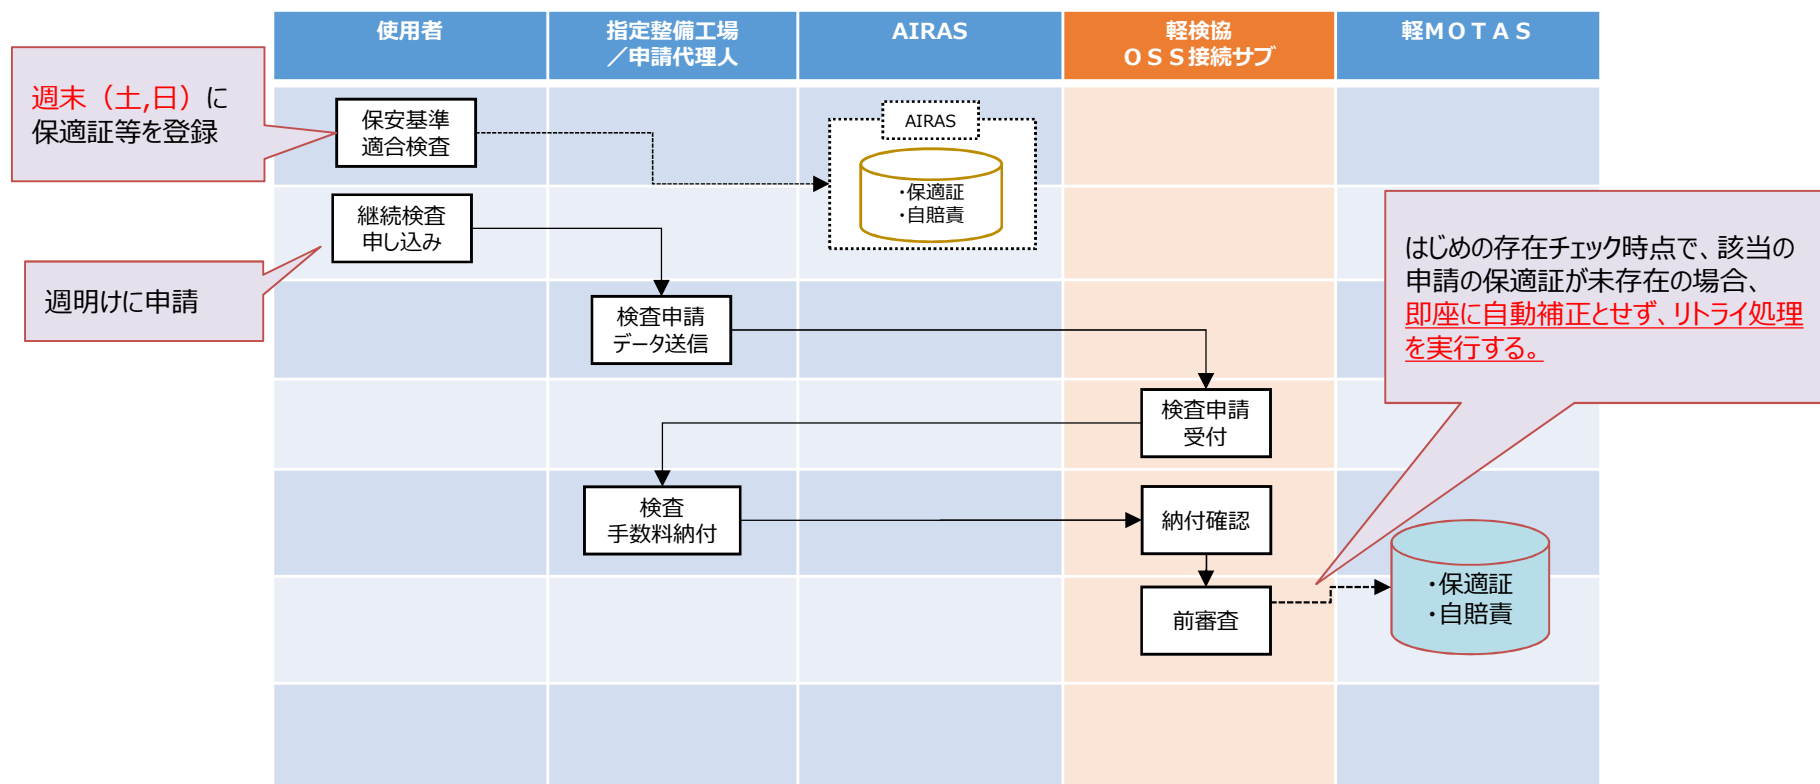 使用者
指定整備工場
／申請代理人
AIRAS
軽検協
ＯＳＳ接続サブ
軽ＭＯＴＡＳ
週末（土,日）に
保適証等を登録
保安基準
適合検査
AIRAS
・保適証
・自賠責
継続検査
申し込み
週明けに申請
はじめの存在チェック時点で、該当の
申請の保適証が未存在の場合、
即座に自動補正とせず、リトライ処理
を実行する。
検査申請
データ送信
検査申請
受付
検査
手数料納付
納付確認
前審査
・保適証
・自賠責